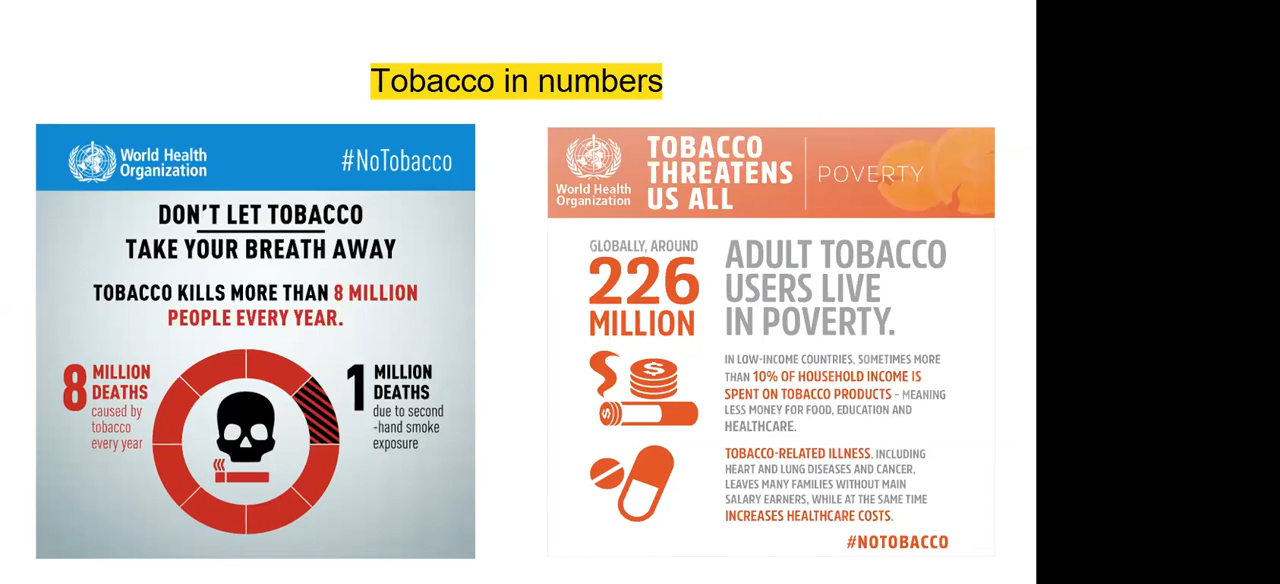 Tobacco in numbers
World Health
Organization
#NoTobacco
DON'T LET TOBACCO
TAKE YOUR BREATH AWAY
TOBACCO KILLS MORE THAN 8 MILLION
PEOPLE EVERY YEAR.
8 MILLION
DEATHS
caused by
tobacco
every year
1 MILLION
DEATHS
due to second
-hand smoke
exposure
World Health
Organization
TOBACCO
THREATENS
US ALL
POVERTY
GLOBALLY, AROUND
226
MILLION
ADULT TOBACCO
USERS LIVE
IN POVERTY.
IN LOW-INCOME COUNTRIES, SOMETIMES MORE
THAN 10% OF HOUSEHOLD INCOME IS
SPENT ON TOBACCO PRODUCTS - MEANING
LESS MONEY FOR FOOD, EDUCATION AND
HEALTHCARE.
TOBACCO-RELATED ILLNESS, INCLUDING
HEART AND LUNG DISEASES AND CANCER,
LEAVES MANY FAMILIES WITHOUT MAIN
SALARY EARNERS, WHILE AT THE SAME TIME
INCREASES HEALTHCARE COSTS.
#NOTOBACCO